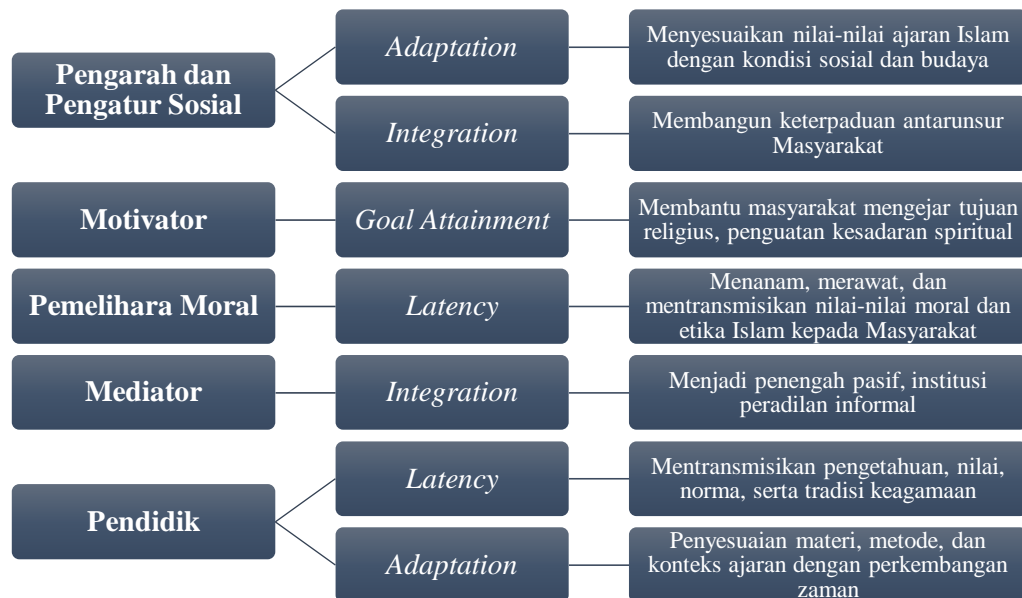 Pengarah dan
Pengatur Sosial
Adaptation
Menyesuaikan nilai-nilai ajaran Islam
dengan kondisi sosial dan budaya
Integration
Membangun keterpaduan antarunsur
Masyarakat
Motivator
Goal Attainment
Membantu masyarakat mengejar tujuan
religius, penguatan kesadaran spiritual
Pemelihara Moral
Latency
Menanam, merawat, dan
mentransmisikan nilai-nilai moral dan
etika Islam kepada Masyarakat
Mediator
Integration
Menjadi penengah pasif, institusi
peradilan informal
Pendidik
Latency
Mentransmisikan pengetahuan, nilai,
norma, serta tradisi keagamaan
Adaptation
Penyesuaian materi, metode, dan
konteks ajaran dengan perkembangan
zaman